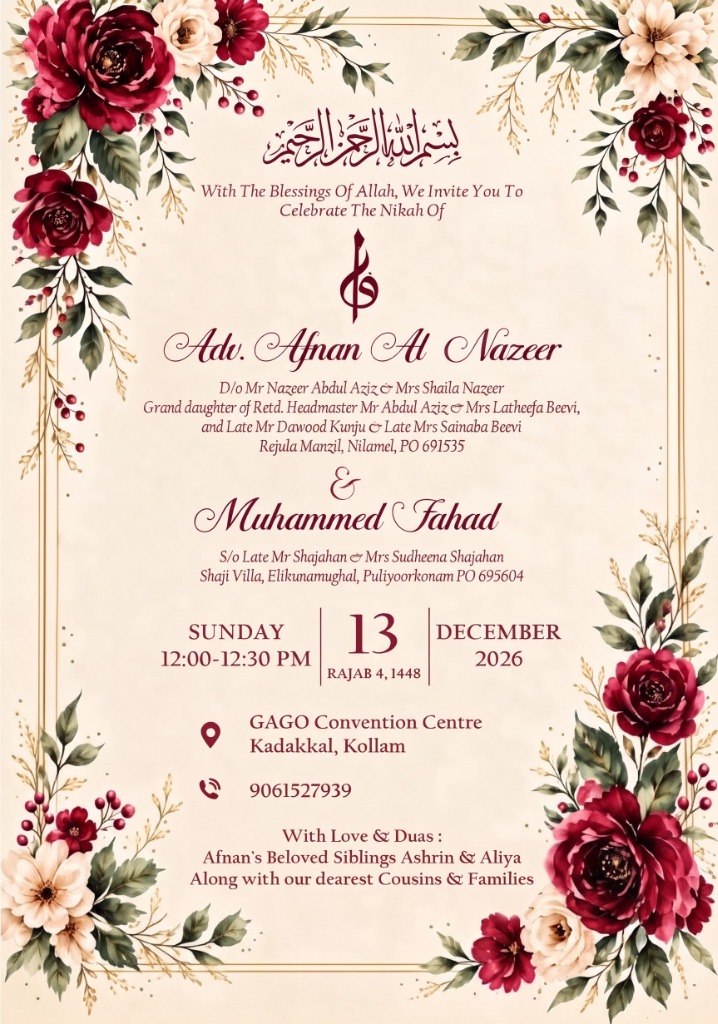 بسم الله الرحمن الرحيم
With The Blessings Of Allah, We Invite You To
Celebrate The Nikah Of
Adv. Afnan Al Nazeer
D/o Mr Nazeer Abdul Aziz & Mrs Shaila Nazeer
Grand daughter of Retd. Headmaster Mr Abdul Aziz & Mrs Latheefa Beevi,
and Late Mr Dawood Kunju & Late Mrs Sainaba Beevi
Rejula Manzil, Nilamel, PO 691535
&
Muhammed Fahad
S/o Late Mr Shajahan & Mrs Sudheena Shajahan
Shaji Villa, Elikunamughal, Puliyoorkonam PO 695604
SUNDAY
12:00-12:30 PM
13
RAJAB 4, 1448
DECEMBER
2026
GAGO Convention Centre
Kadakkal, Kollam
9061527939
With Love & Duas :
Afnan's Beloved Siblings Ashrin & Aliya
Along with our dearest Cousins & Families